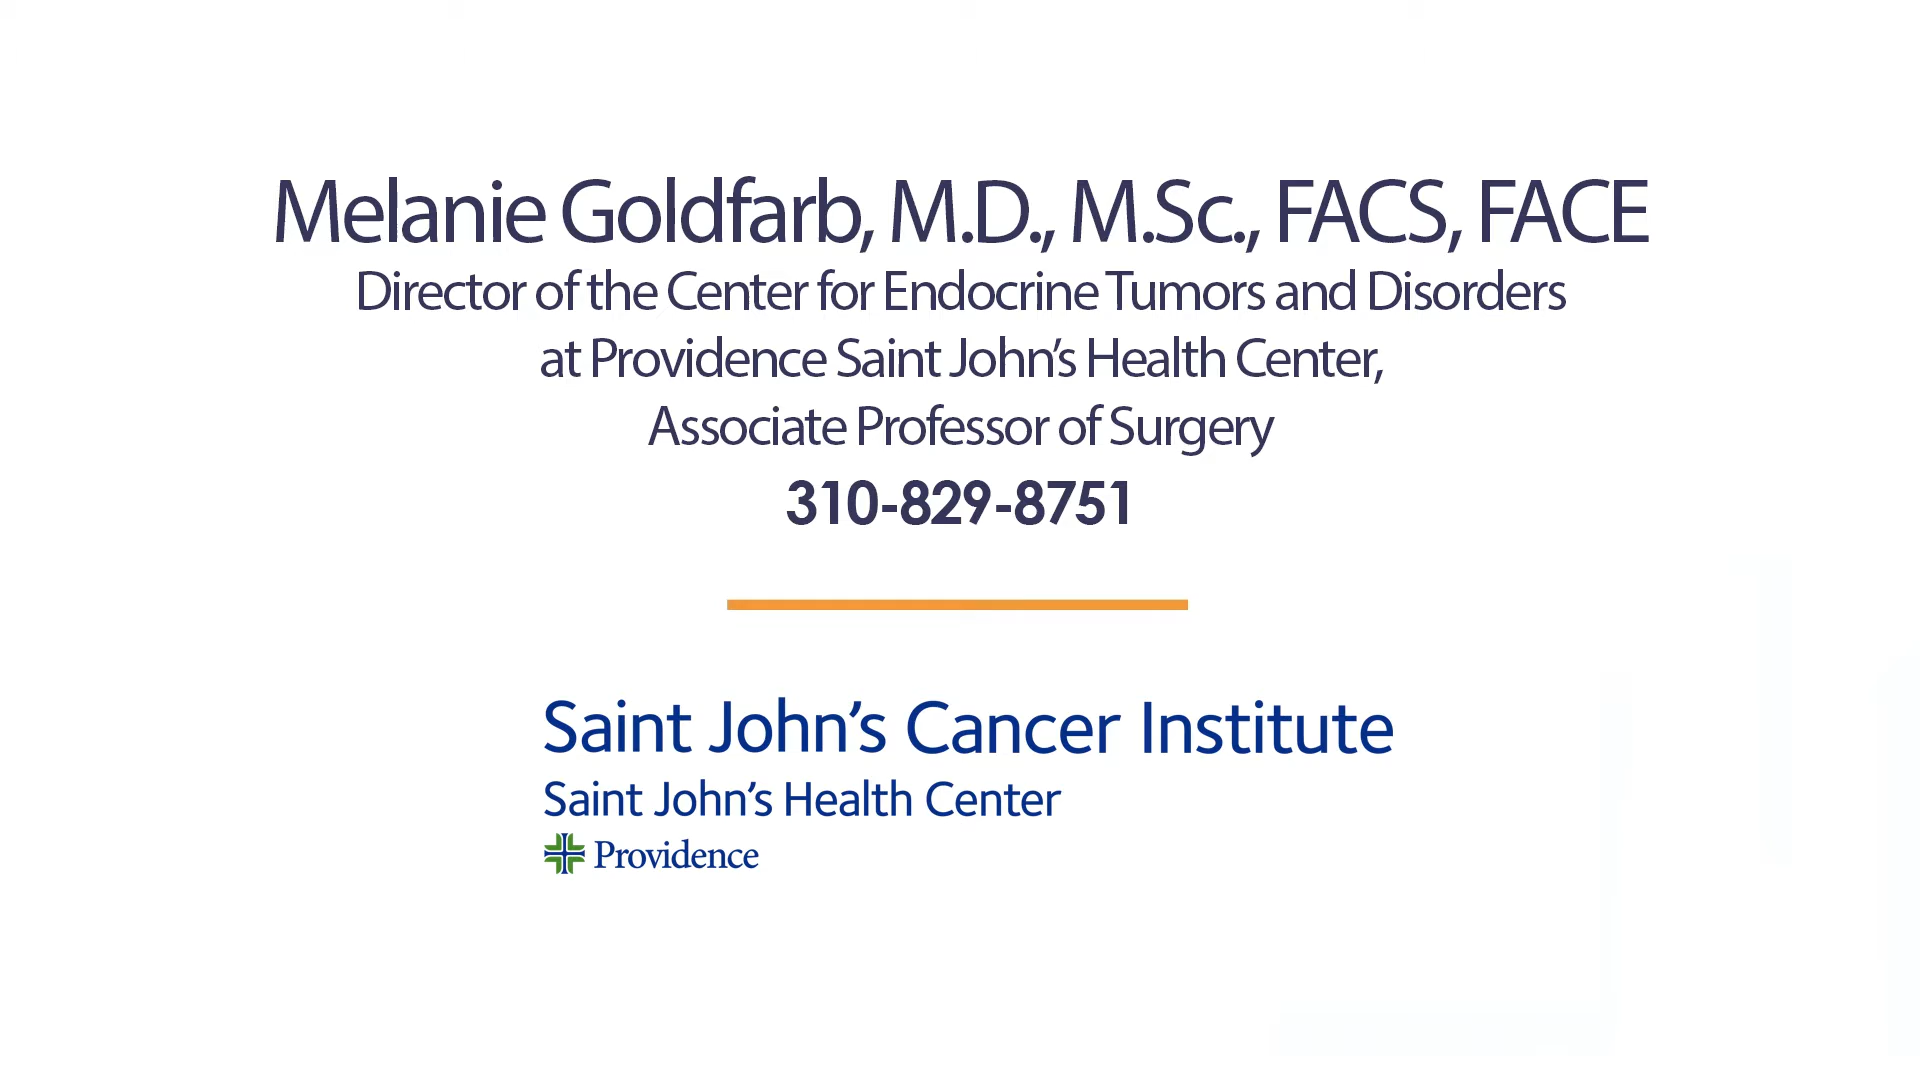 Melanie Goldfarb, M.D., M.Sc., FACS, FACE
Director of the Center for Endocrine Tumors and Disorders
at Providence Saint John’s Health Center,
Associate Professor of Surgery
310-829-8751
Saint John’s Cancer Institute
Saint John’s Health Center
Providence